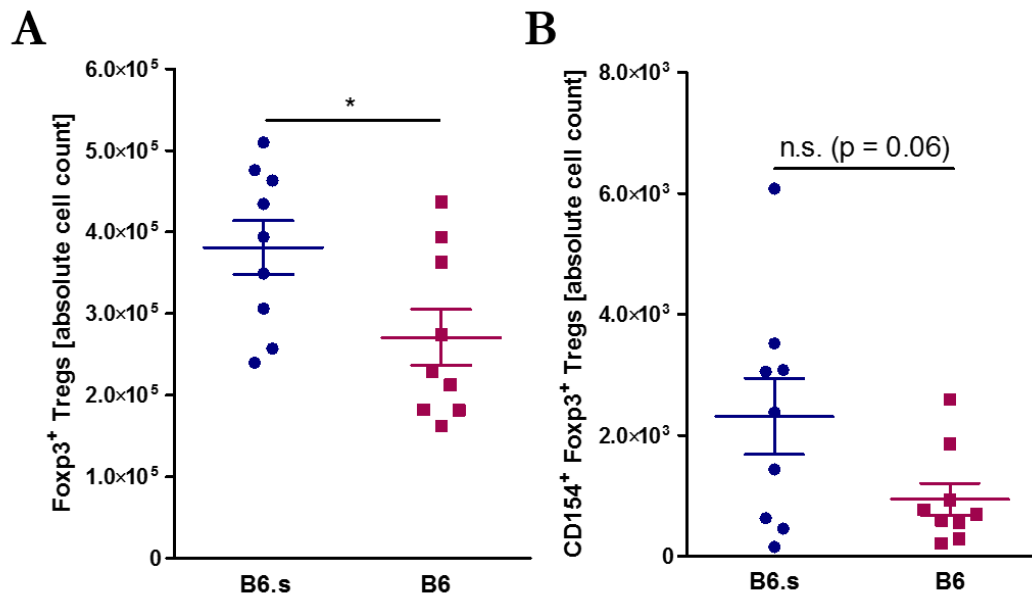 A
Foxp3⁺ Tregs [absolute cell count]
6.0×10⁵
5.0×10⁵
4.0×10⁵
3.0×10⁵
2.0×10⁵
1.0×10⁵
0
*
B6.s
B6
B
CD154⁺ Foxp3⁺ Tregs [absolute cell count]
8.0×10³
6.0×10³
4.0×10³
2.0×10³
0
n.s. (p = 0.06)
B6.s
B6